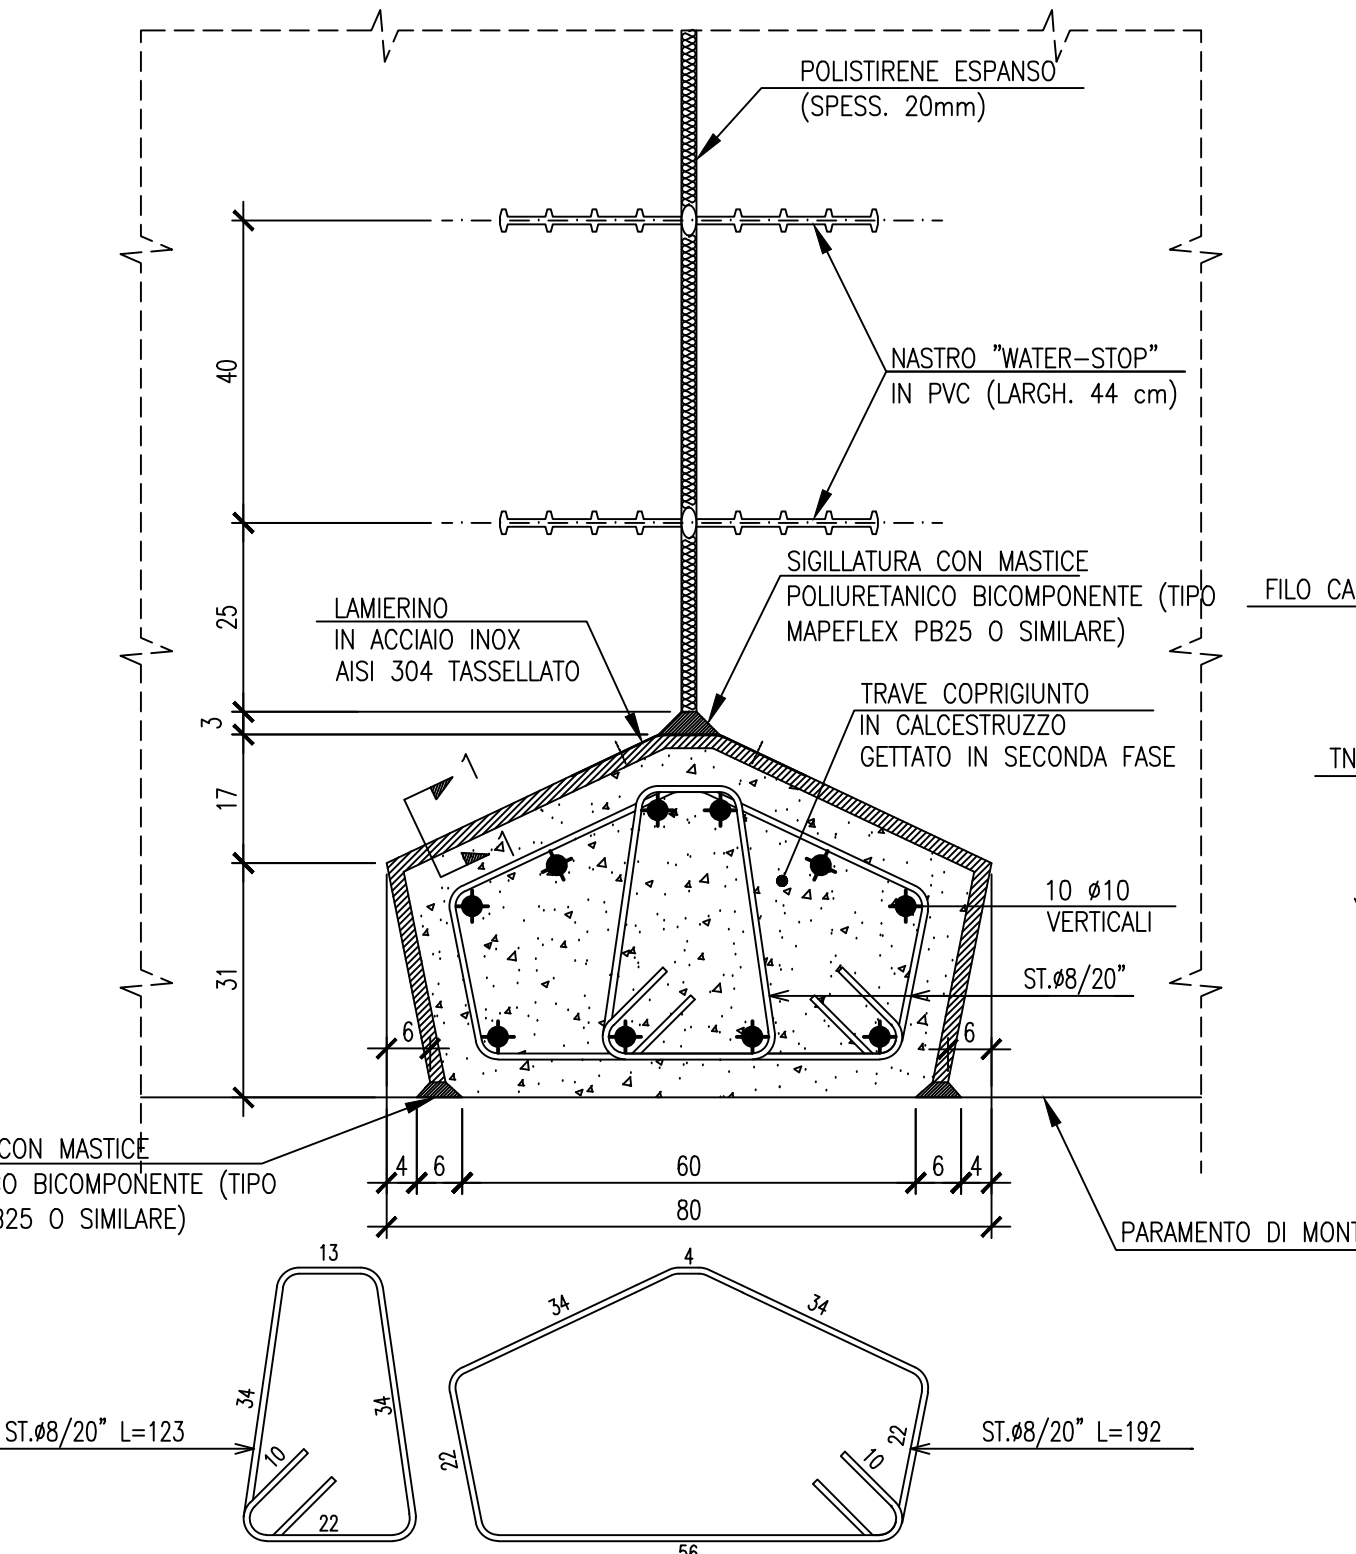 POLISTIRENE ESPANSO
(SPESS. 20mm)
40
NASTRO "WATER-STOP"
IN PVC (LARGH. 44 cm)
SIGILLATURA CON MASTICE
POLIURETANICO BICOMPONENTE (TIPO
MAPEFLEX PB25 O SIMILARE)
FILO CA
25
LAMIERINO
IN ACCIAIO INOX
AISI 304 TASSELLATO
TRAVE COPRIGIUNTO
IN CALCESTRUZZO
GETTATO IN SECONDA FASE
3
TN
1
17
1
10 ø10
VERTICALI
31
ST.ø8/20"
6
6
CON MASTICE
O BICOMPONENTE (TIPO
B25 O SIMILARE)
4
6
60
6
4
80
PARAMENTO DI MONT
13
34
34
10
22
ST.ø8/20" L=123
4
34
34
22
22
10
56
ST.ø8/20" L=192